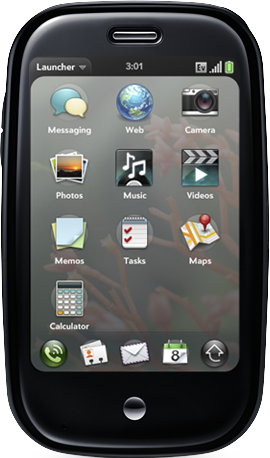 Launcher 3:01 Ev
Messaging Web Camera
Photos Music Videos
Memos Tasks Maps
Calculator
8